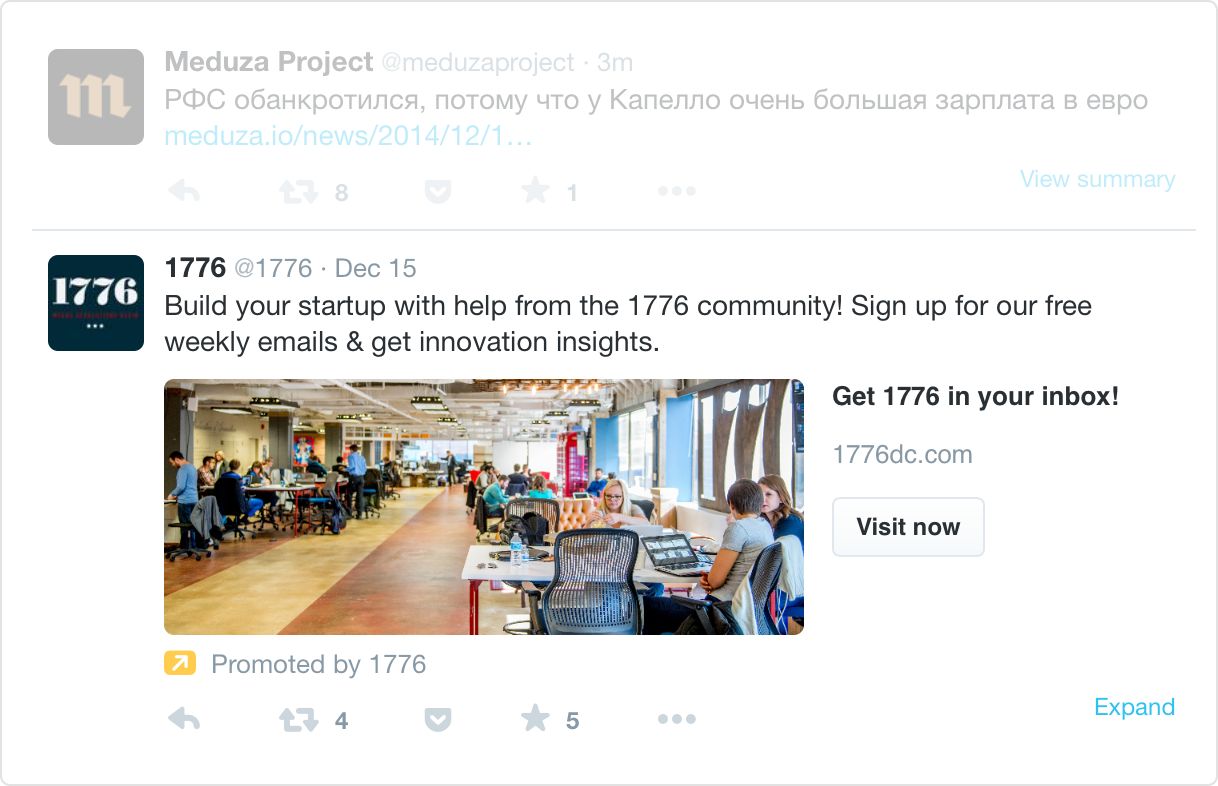 Meduza Project @meduzaproject · 3m
РФС обанкротился, потому что у Капелло очень большая зарплата в евро
meduza.io/news/2014/12/1…
8
1
View summary
1776
1776 @1776 · Dec 15
Build your startup with help from the 1776 community! Sign up for our free
weekly emails & get innovation insights.
Get 1776 in your inbox!
1776dc.com
Visit now
Promoted by 1776
4
5
Expand